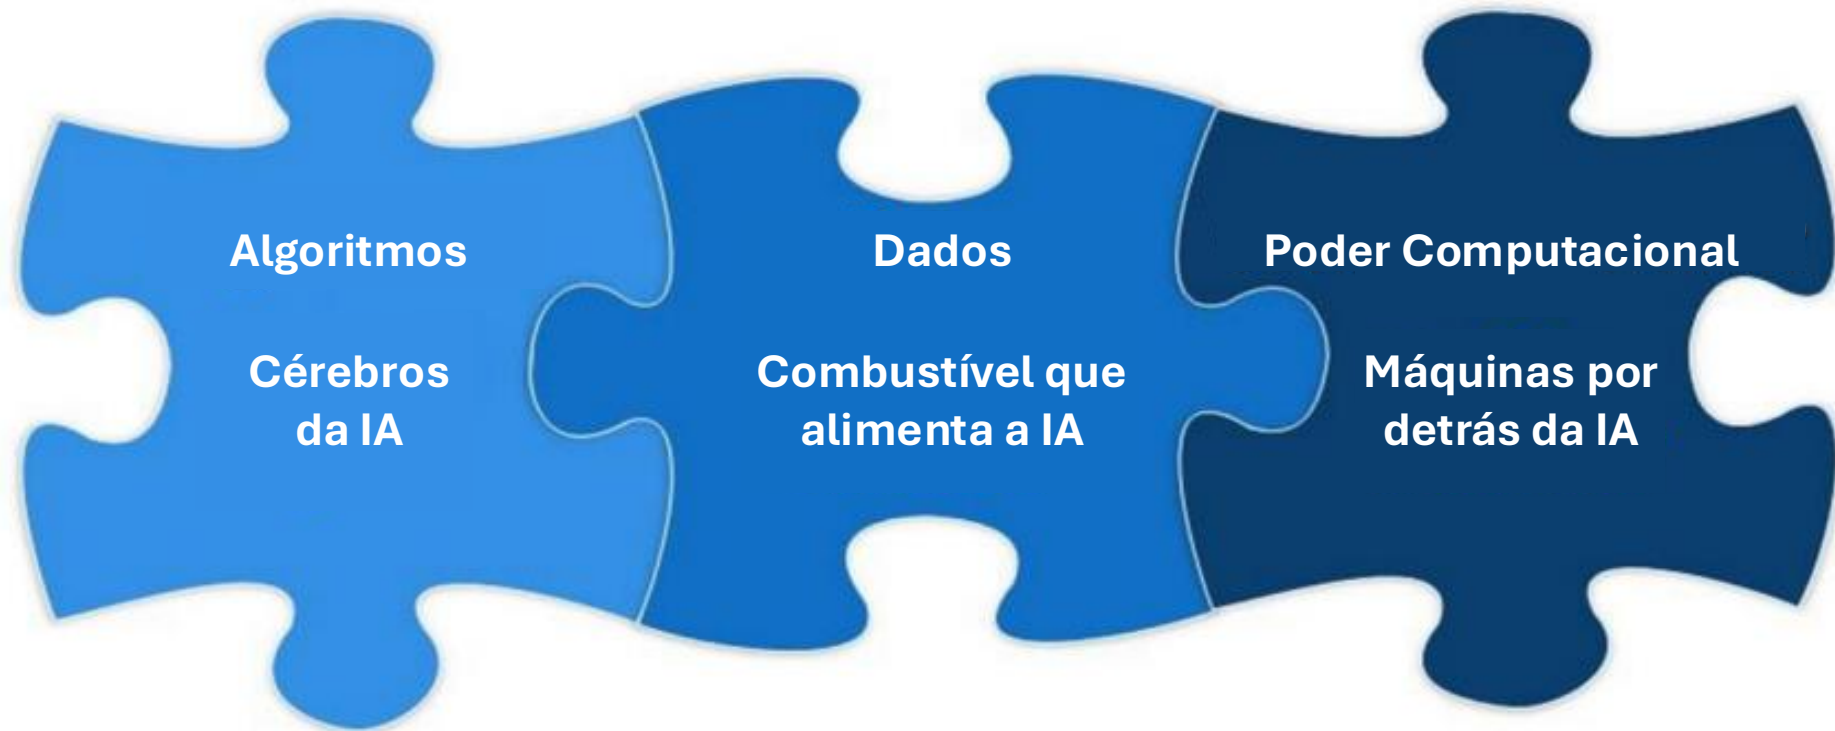 Algoritmos
Cérebros
da IA
Dados
Combustível que
alimenta a IA
Poder Computacional
Máquinas por
detrás da IA